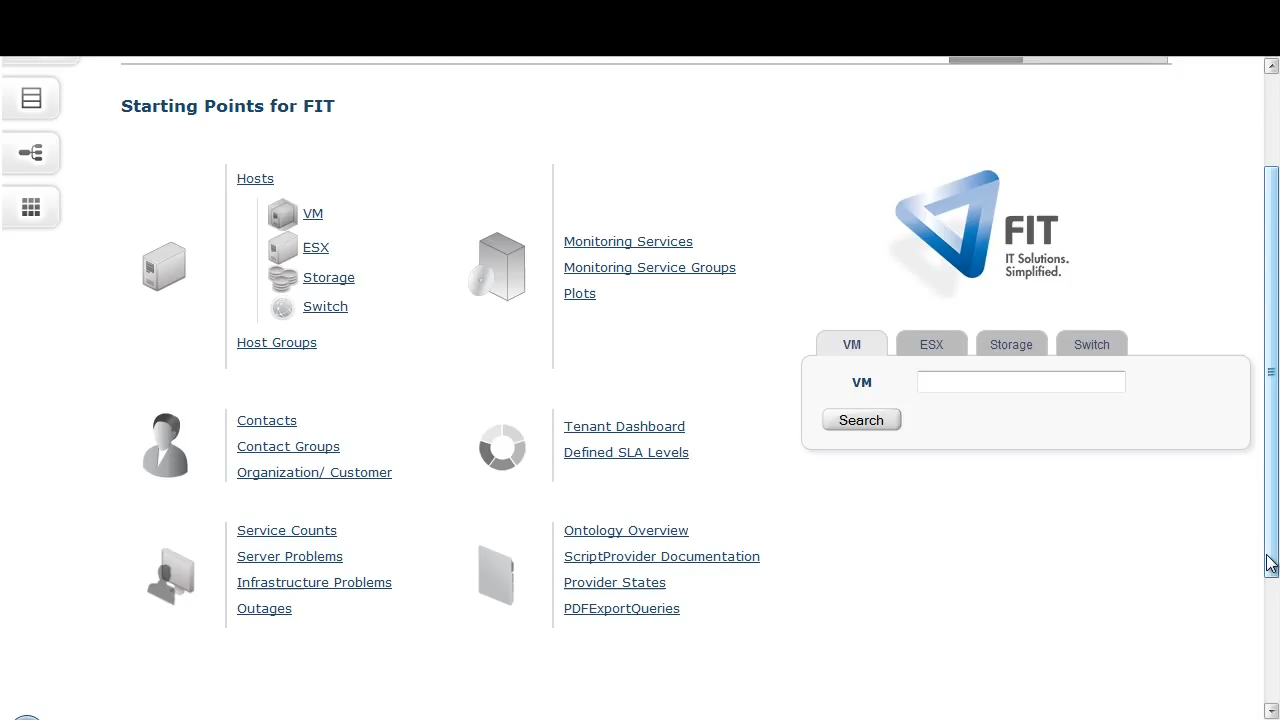 Starting Points for FIT
Hosts
VM
ESX
Storage
Switch
Host Groups
Monitoring Services
Monitoring Service Groups
Plots
FIT
IT Solutions.
Simplified.
VM ESX Storage Switch
VM
Search
Contacts
Contact Groups
Organization/ Customer
Tenant Dashboard
Defined SLA Levels
Service Counts
Server Problems
Infrastructure Problems
Outages
Ontology Overview
ScriptProvider Documentation
Provider States
PDFExportQueries